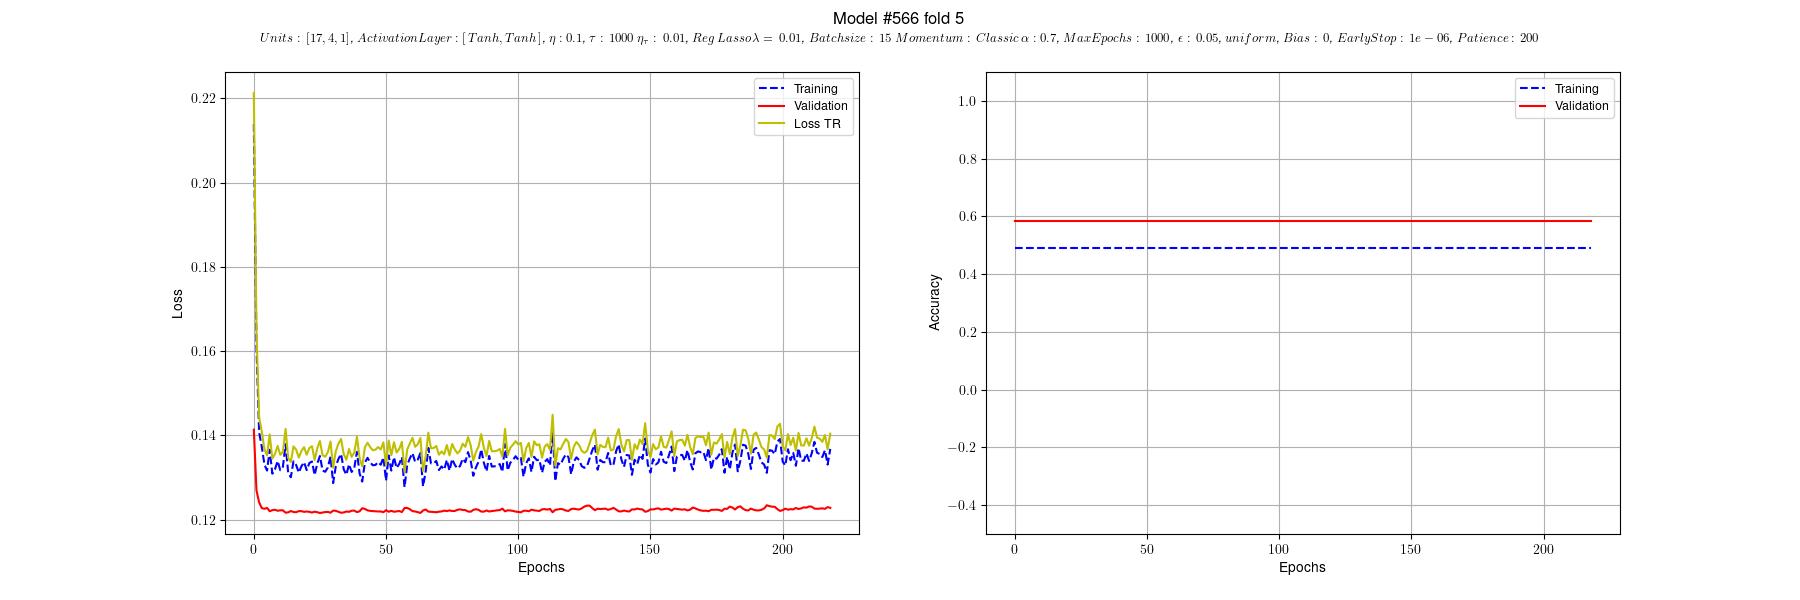 Model #566 fold 5
Units : [17, 4, 1], ActivationLayer : [Tanh, Tanh], η : 0.1, τ : 1000 η_τ : 0.01, Reg Lasso λ = 0.01, Batchsize : 15 Momentum : Classic α : 0.7, MaxEpochs : 1000, ϵ : 0.05, uniform, Bias : 0, EarlyStop : 1e − 06, Patience : 200
Loss
0.22
0.20
0.18
0.16
0.14
0.12
0 50 100 150 200
Epochs
Training
Validation
Loss TR
Accuracy
1.0
0.8
0.6
0.4
0.2
0.0
−0.2
−0.4
0 50 100 150 200
Epochs
Training
Validation